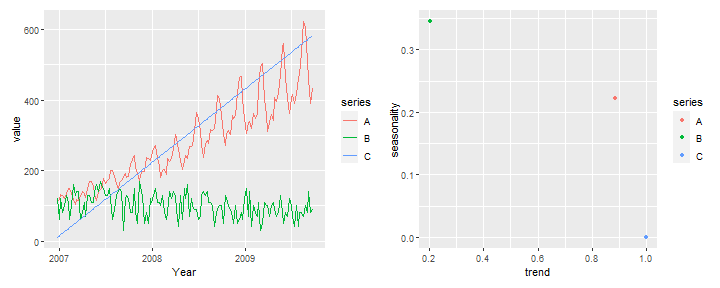 600
400
200
0
value
2007
2008
2009
Year
series
A
B
C
0.3
0.2
0.1
0.0
seasonality
0.2
0.4
0.6
0.8
1.0
trend
series
A
B
C